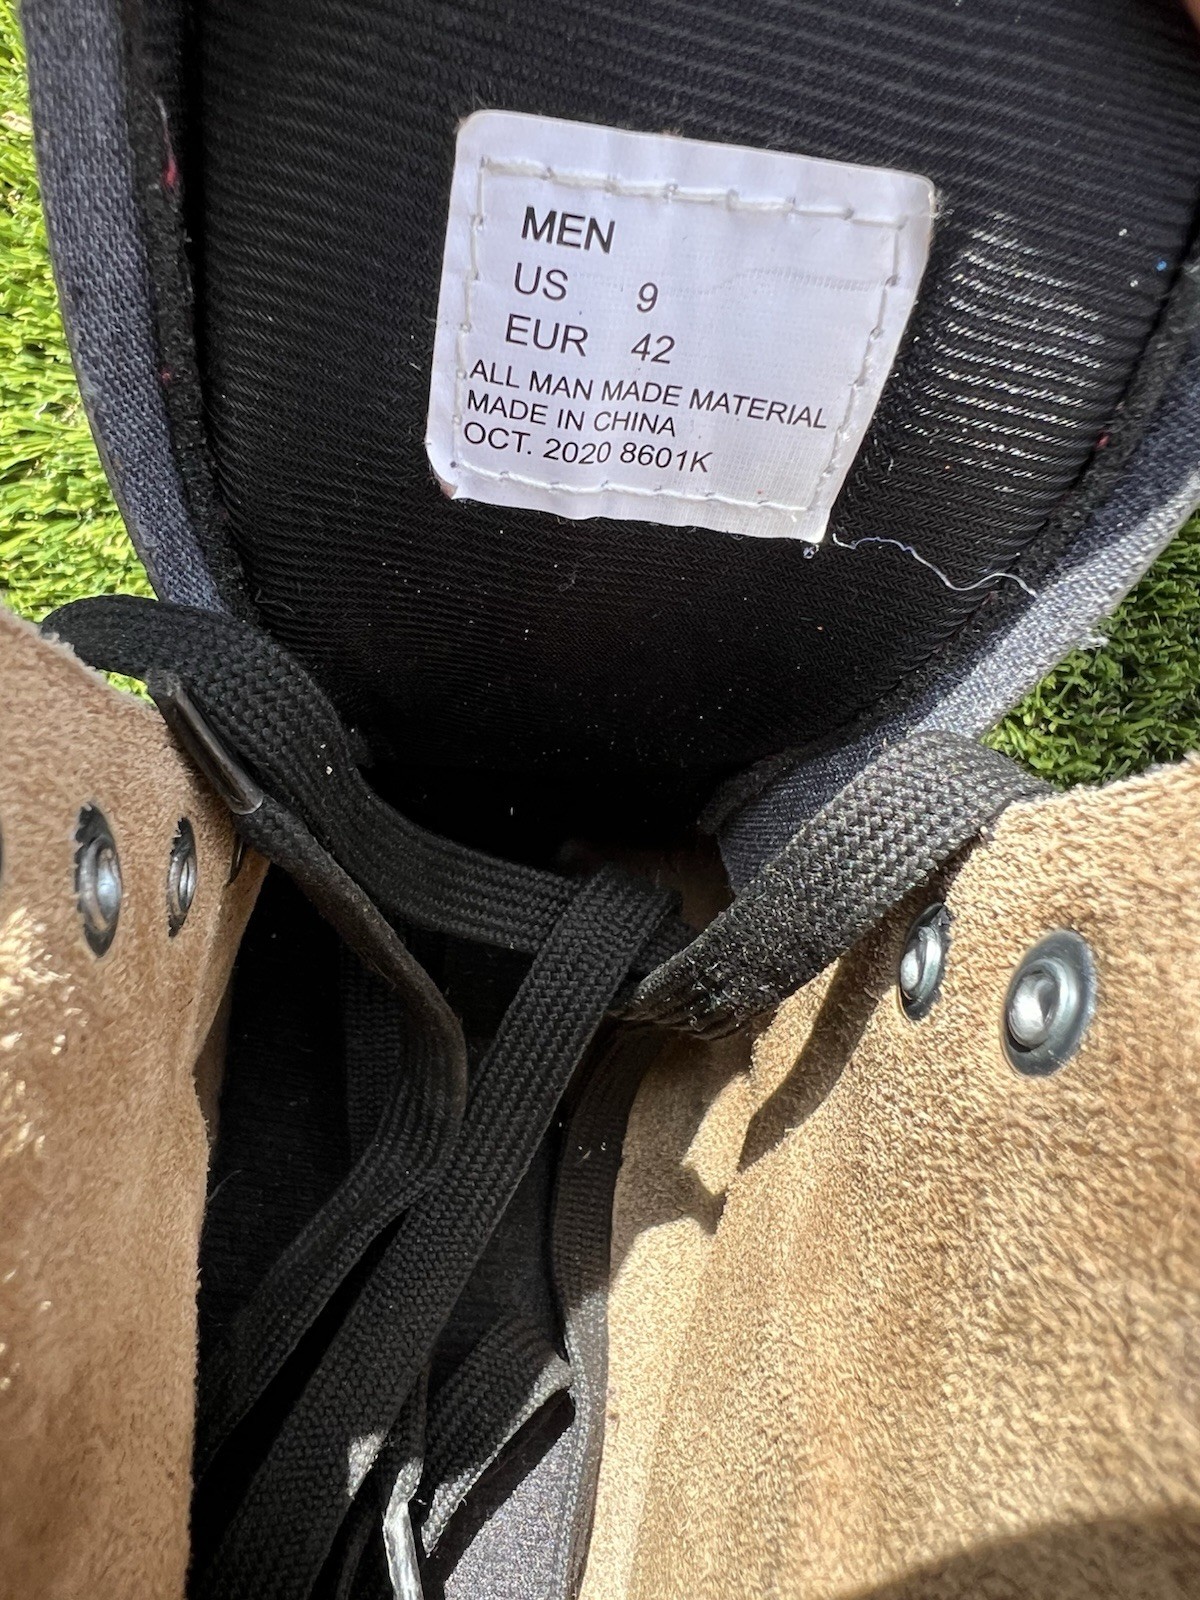 MEN
US 9
EUR 42
ALL MAN MADE MATERIAL
MADE IN CHINA
OCT. 2020 8601K